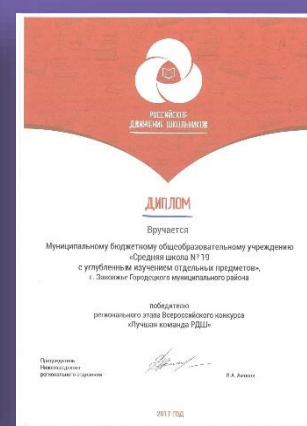 РОССИЙСКОЕ
ДВИЖЕНИЕ ШКОЛЬНИКОВ
ДИПЛОМ
Вручается
Муниципальному бюджетному общеобразовательному учреждению
«Средняя школа № 19
с углубленным изучением отдельных предметов»,
г. Заволжье Городецкого муниципального района
победителю
регионального этапа Всероссийского конкурса
«Лучшая команда РДШ»
Председатель
Нижегородского
регионального отделения
2017 ГОД